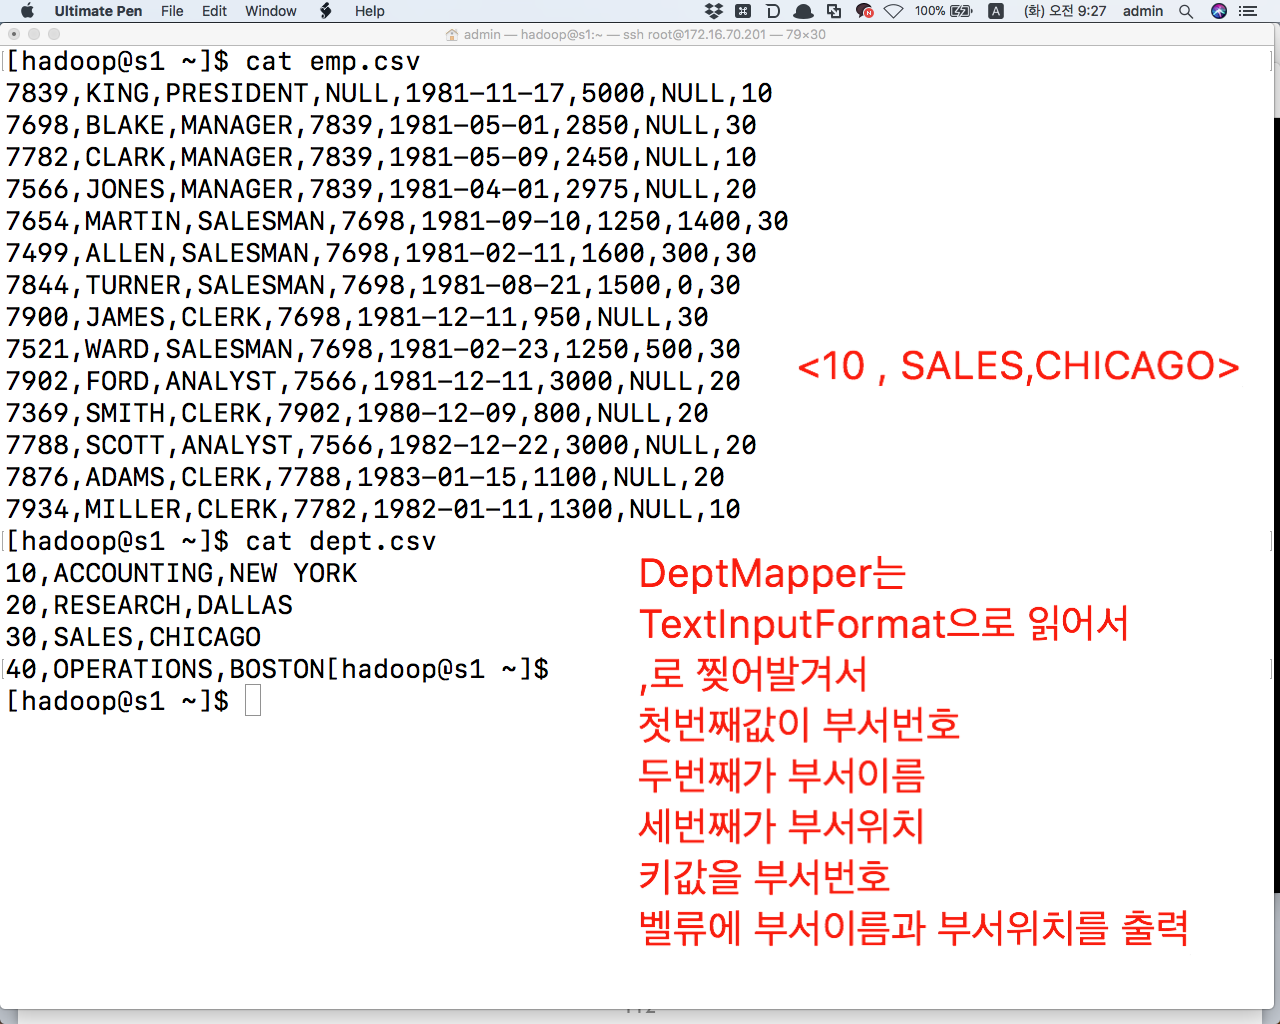 Ultimate Pen File Edit Window Help 100% A (화) 오전 9:27 admin
admin — hadoop@s1:~ — ssh root@172.16.70.201 — 79×30
[hadoop@s1 ~]$ cat emp.csv
7839,KING,PRESIDENT,NULL,1981-11-17,5000,NULL,10
7698,BLAKE,MANAGER,7839,1981-05-01,2850,NULL,30
7782,CLARK,MANAGER,7839,1981-05-09,2450,NULL,10
7566,JONES,MANAGER,7839,1981-04-01,2975,NULL,20
7654,MARTIN,SALESMAN,7698,1981-09-10,1250,1400,30
7499,ALLEN,SALESMAN,7698,1981-02-11,1600,300,30
7844,TURNER,SALESMAN,7698,1981-08-21,1500,0,30
7900,JAMES,CLERK,7698,1981-12-11,950,NULL,30
7521,WARD,SALESMAN,7698,1981-02-23,1250,500,30
<10 , SALES,CHICAGO>
7902,FORD,ANALYST,7566,1981-12-11,3000,NULL,20
7369,SMITH,CLERK,7902,1980-12-09,800,NULL,20
7788,SCOTT,ANALYST,7566,1982-12-22,3000,NULL,20
7876,ADAMS,CLERK,7788,1983-01-15,1100,NULL,20
7934,MILLER,CLERK,7782,1982-01-11,1300,NULL,10
[hadoop@s1 ~]$ cat dept.csv
10,ACCOUNTING,NEW YORK
20,RESEARCH,DALLAS
30,SALES,CHICAGO
40,OPERATIONS,BOSTON[hadoop@s1 ~]$
[hadoop@s1 ~]$
DeptMapper는
TextInputFormat으로 읽어서
,로 찢어발겨서
첫번째값이 부서번호
두번째가 부서이름
세번째가 부서위치
키값을 부서번호
벨류에 부서이름과 부서위치를 출력